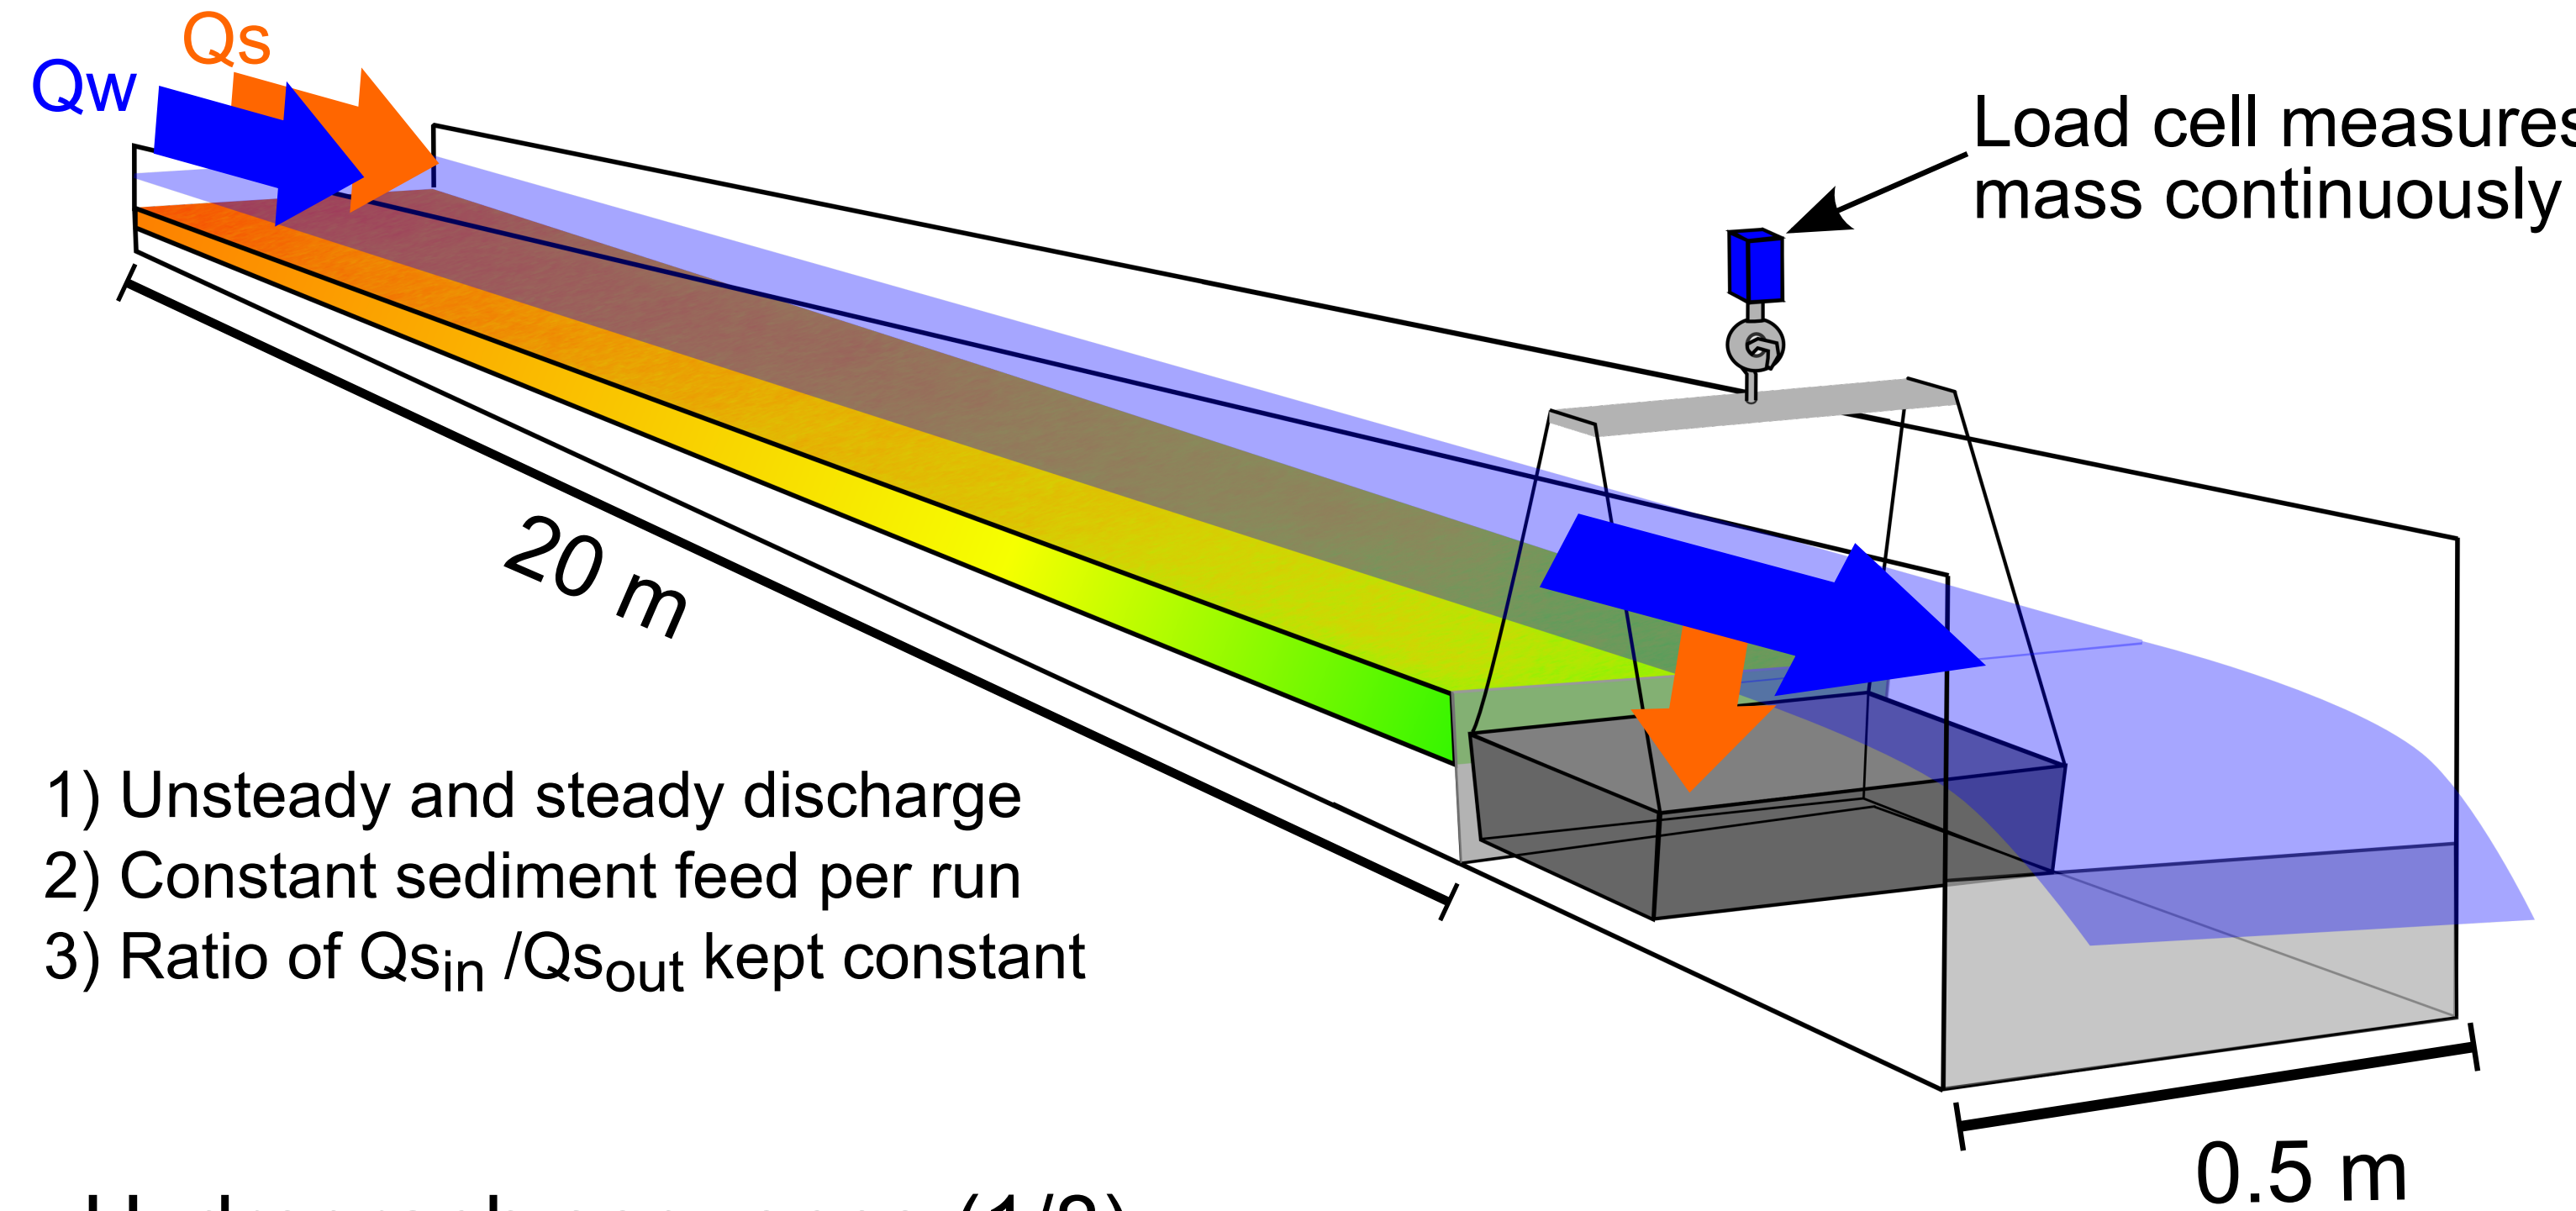 Qs
Qw
Load cell measures
mass continuously
20 m
1) Unsteady and steady discharge
2) Constant sediment feed per run
3) Ratio of Qsin /Qsout kept constant
0.5 m